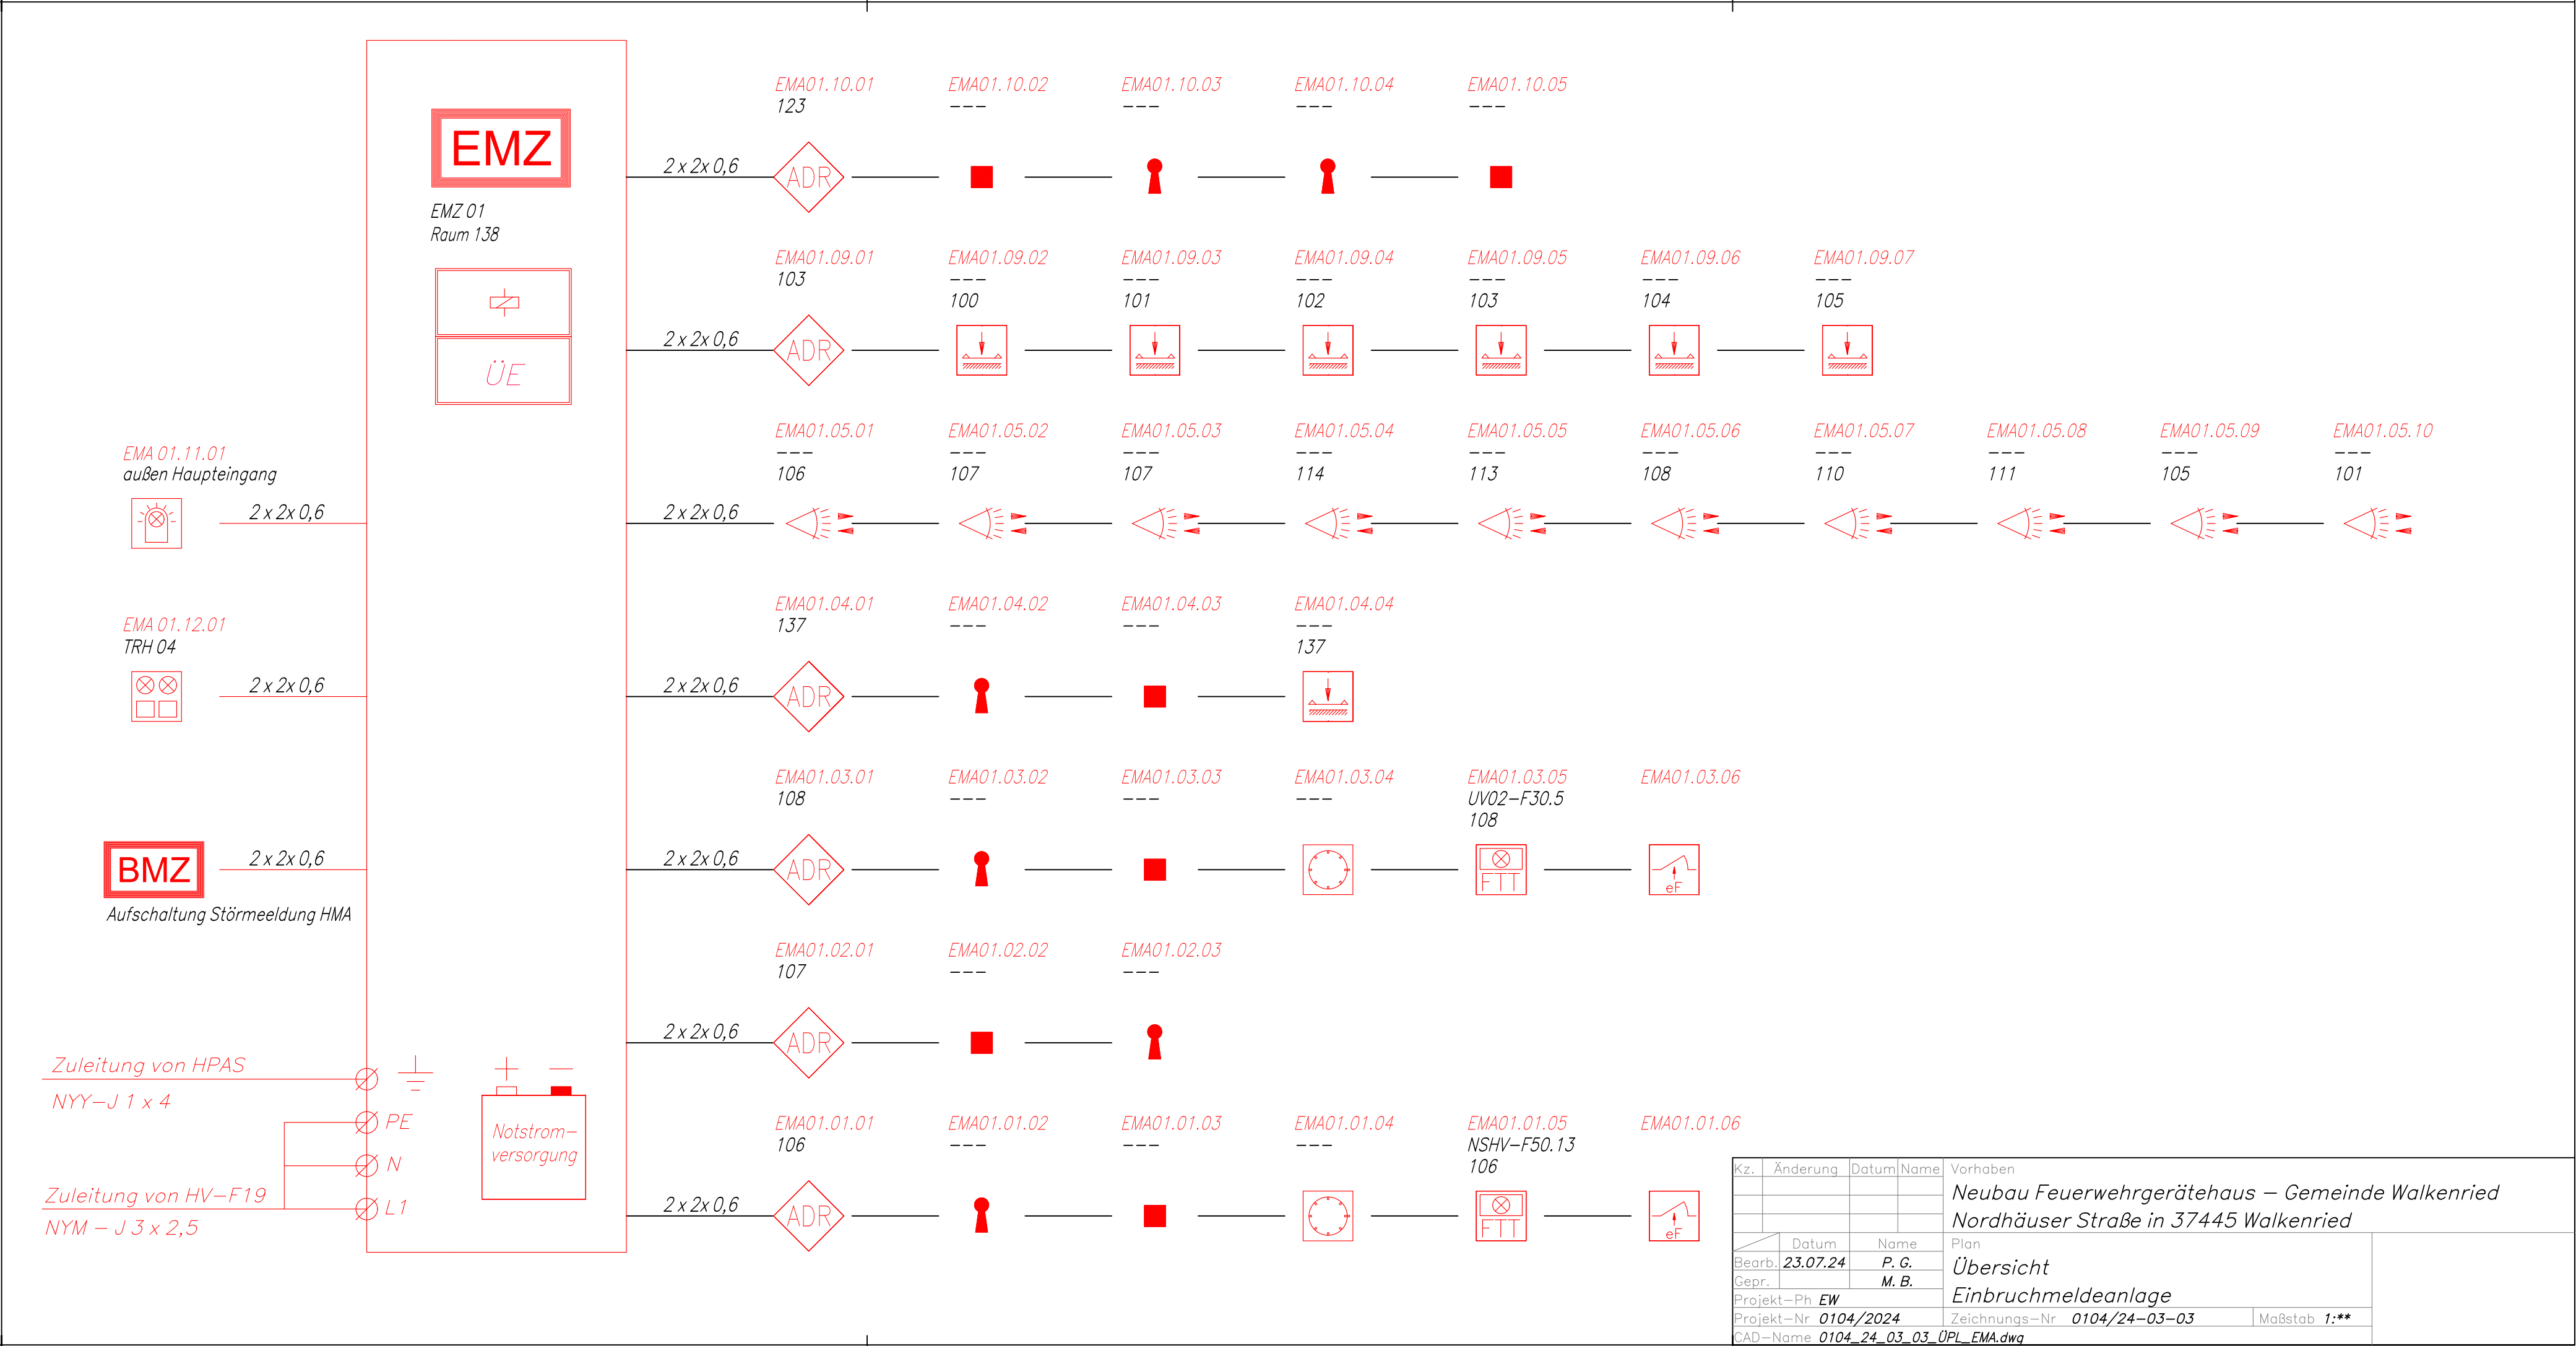 EMZ
EMZ 01
Raum 138
ÜE
EMA01.10.01
123
EMA01.10.02
---
EMA01.10.03
---
EMA01.10.04
---
EMA01.10.05
---
2 x 2x 0,6
ADR
EMA01.09.01
103
EMA01.09.02
---
100
EMA01.09.03
---
101
EMA01.09.04
---
102
EMA01.09.05
---
103
EMA01.09.06
---
104
EMA01.09.07
---
105
2 x 2x 0,6
ADR
EMA 01.11.01
außen Haupteingang
2 x 2x 0,6
EMA01.05.01
---
106
EMA01.05.02
---
107
EMA01.05.03
---
107
EMA01.05.04
---
114
EMA01.05.05
---
113
EMA01.05.06
---
108
EMA01.05.07
---
110
EMA01.05.08
---
111
EMA01.05.09
---
105
EMA01.05.10
---
101
2 x 2x 0,6
EMA 01.12.01
TRH 04
2 x 2x 0,6
EMA01.04.01
137
EMA01.04.02
---
EMA01.04.03
---
EMA01.04.04
---
137
2 x 2x 0,6
ADR
BMZ
2 x 2x 0,6
Aufschaltung Störmeeldung HMA
EMA01.03.01
108
EMA01.03.02
---
EMA01.03.03
---
EMA01.03.04
---
EMA01.03.05
UV02-F30.5
108
EMA01.03.06
2 x 2x 0,6
ADR
FTT
eF
EMA01.02.01
107
EMA01.02.02
---
EMA01.02.03
---
2 x 2x 0,6
ADR
Zuleitung von HPAS
NYY-J 1 x 4
PE
N
Zuleitung von HV-F19
L1
NYM - J 3 x 2,5
+ −
Notstrom-
versorgung
EMA01.01.01
106
EMA01.01.02
---
EMA01.01.03
---
EMA01.01.04
---
EMA01.01.05
NSHV-F50.13
106
EMA01.01.06
2 x 2x 0,6
ADR
FTT
eF
Kz. Änderung Datum Name
Vorhaben
Neubau Feuerwehrgerätehaus - Gemeinde Walkenried
Nordhäuser Straße in 37445 Walkenried
Datum Name
Bearb. 23.07.24 P. G.
Gepr. M. B.
Plan
Übersicht
Einbruchmeldeanlage
Projekt-Ph EW
Projekt-Nr 0104/2024
Zeichnungs-Nr 0104/24-03-03
Maßstab 1:**
CAD-Name 0104_24_03_03_ÜPL_EMA.dwg